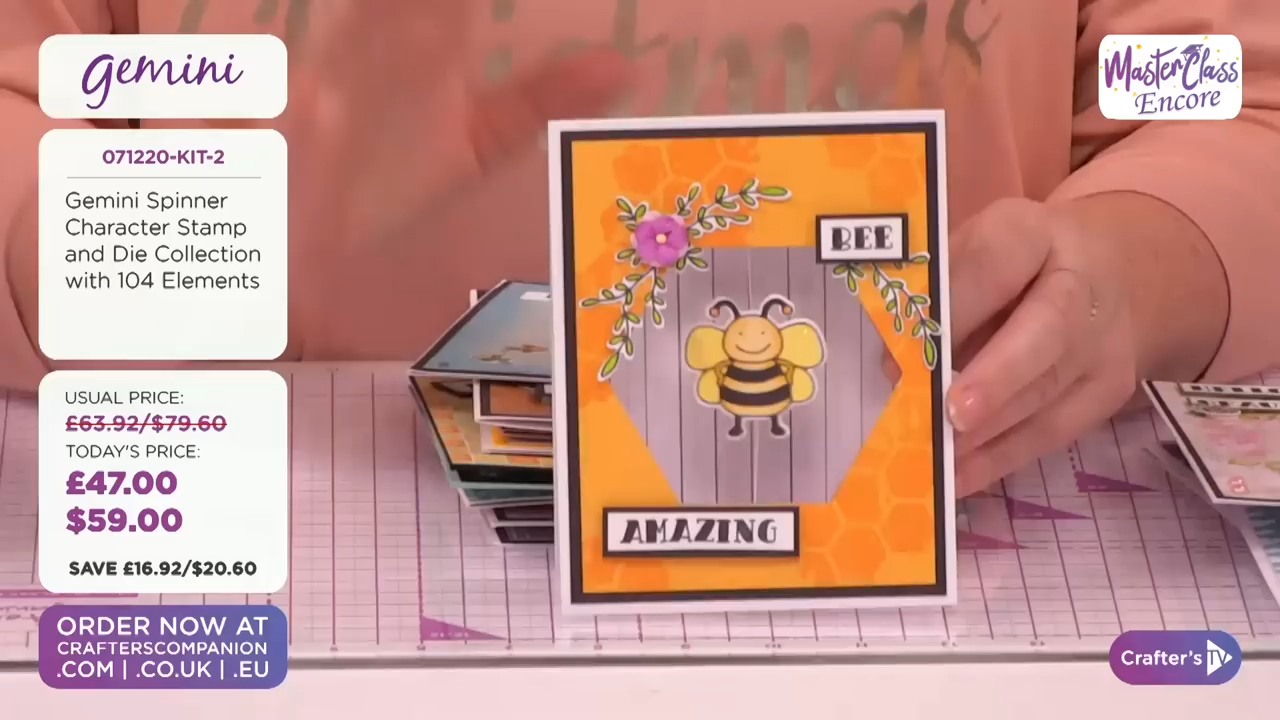 gemini
071220-KIT-2
Gemini Spinner
Character Stamp
and Die Collection
with 104 Elements
USUAL PRICE:
£63.92/$79.60
TODAY'S PRICE:
£47.00
$59.00
SAVE £16.92/$20.60
ORDER NOW AT
CRAFTERSCOMPANION
.COM | .CO.UK | .EU
MasterClass
Encore
BEE
AMAZING
Crafter's TV